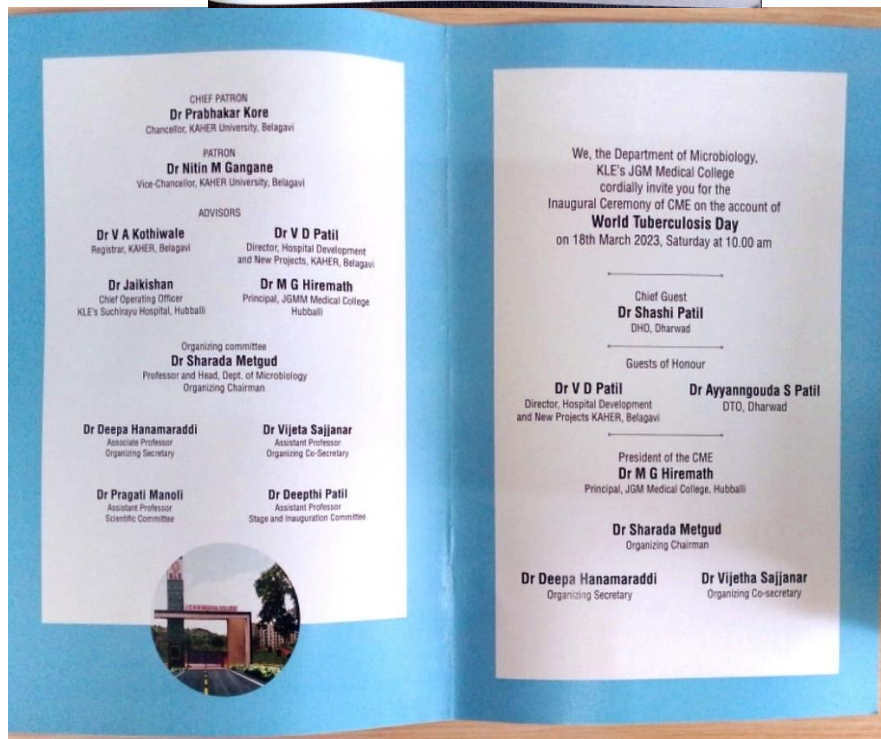 CHIEF PATRON
Dr Prabhakar Kore
Chancellor, KAHER University, Belagavi
PATRON
Dr Nitin M Gangane
Vice-Chancellor, KAHER University, Belagavi
ADVISORS
Dr V A Kothiwale
Registrar, KAHER, Belagavi
Dr V D Patil
Director, Hospital Development
and New Projects, KAHER, Belagavi
Dr Jaikishan
Chief Operating Officer
KLE's Suchirayu Hospital, Hubballi
Dr M G Hiremath
Principal, JGMM Medical College
Hubballi
Organizing committee
Dr Sharada Metgud
Professor and Head, Dept. of Microbiology
Organizing Chairman
Dr Deepa Hanamaraddi
Associate Professor
Organizing Secretary
Dr Vijeta Sajjanar
Assistant Professor
Organizing Co-Secretary
Dr Pragati Manoli
Assistant Professor
Scientific Committee
Dr Deepthi Patil
Assistant Professor
Stage and Inauguration Committee
We, the Department of Microbiology,
KLE's JGM Medical College
cordially invite you for the
Inaugural Ceremony of CME on the account of
World Tuberculosis Day
on 18th March 2023, Saturday at 10.00 am
Chief Guest
Dr Shashi Patil
DHO, Dharwad
Guests of Honour
Dr V D Patil
Director, Hospital Development
and New Projects KAHER, Belagavi
Dr Ayyanngouda S Patil
DTO, Dharwad
President of the CME
Dr M G Hiremath
Principal, JGM Medical College, Hubballi
Dr Sharada Metgud
Organizing Chairman
Dr Deepa Hanamaraddi
Organizing Secretary
Dr Vijetha Sajjanar
Organizing Co-secretary